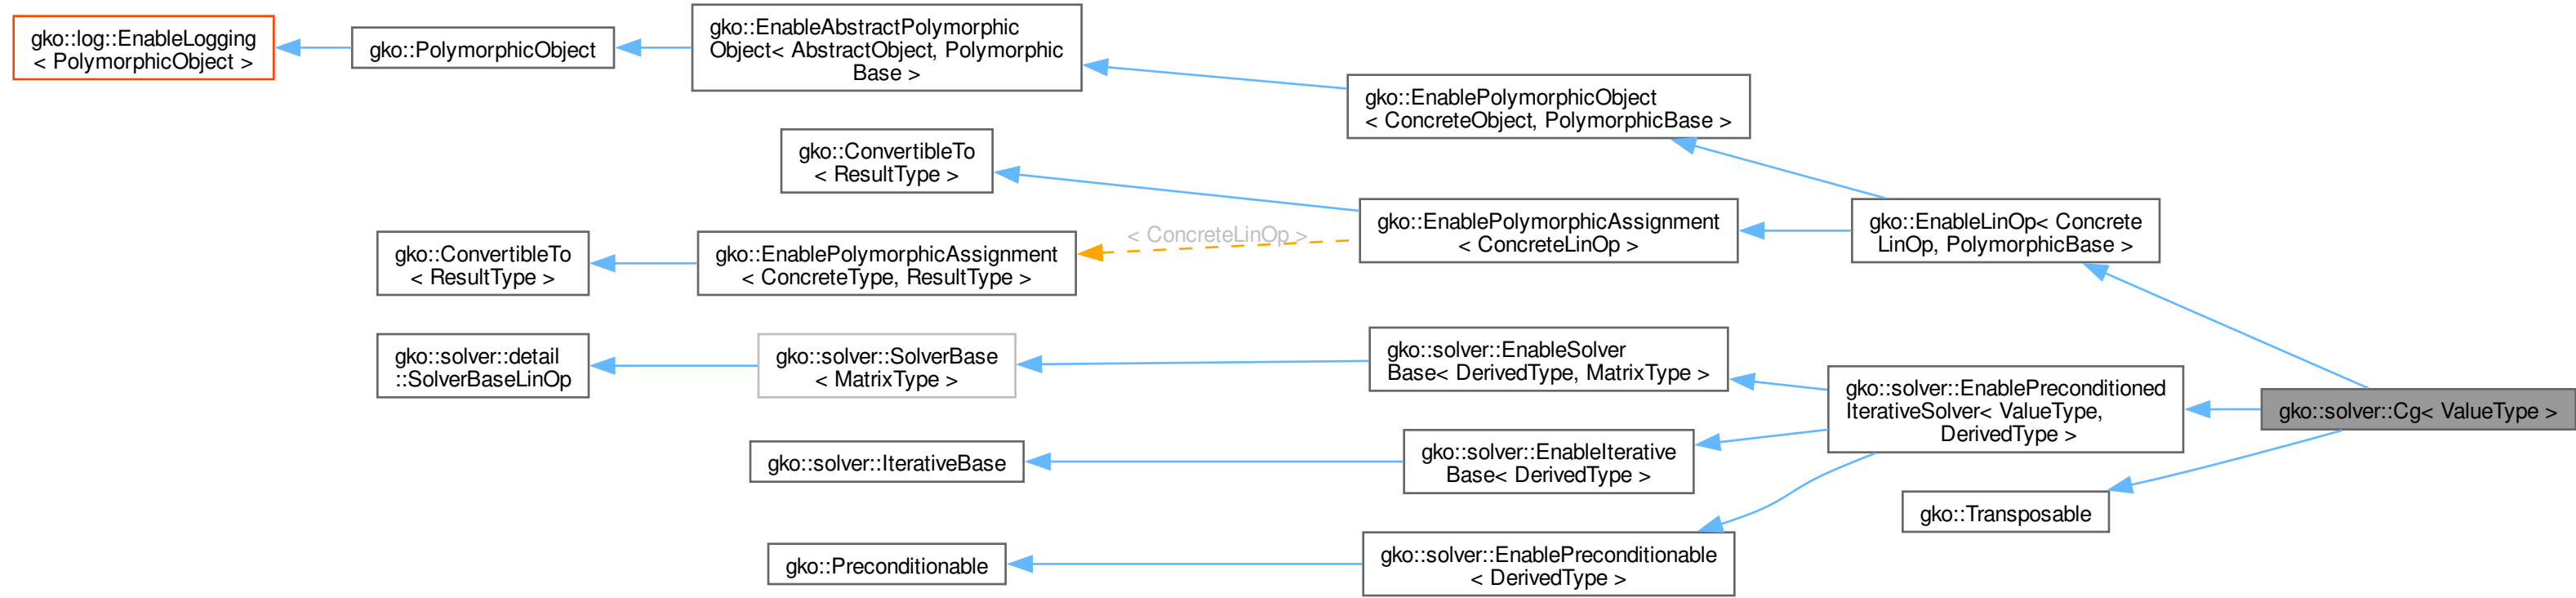 gko::log::EnableLogging
< PolymorphicObject >
gko::PolymorphicObject
gko::EnableAbstractPolymorphic
Object< AbstractObject, Polymorphic
Base >
gko::EnablePolymorphicObject
< ConcreteObject, PolymorphicBase >
gko::ConvertibleTo
< ResultType >
gko::EnablePolymorphicAssignment
< ConcreteLinOp >
gko::EnableLinOp< Concrete
LinOp, PolymorphicBase >
gko::ConvertibleTo
< ResultType >
gko::EnablePolymorphicAssignment
< ConcreteType, ResultType >
< ConcreteLinOp >
gko::solver::detail
::SolverBaseLinOp
gko::solver::SolverBase
< MatrixType >
gko::solver::EnableSolver
Base< DerivedType, MatrixType >
gko::solver::EnablePreconditioned
IterativeSolver< ValueType,
DerivedType >
gko::solver::Cg< ValueType >
gko::solver::IterativeBase
gko::solver::EnableIterative
Base< DerivedType >
gko::Transposable
gko::Preconditionable
gko::solver::EnablePreconditionable
< DerivedType >